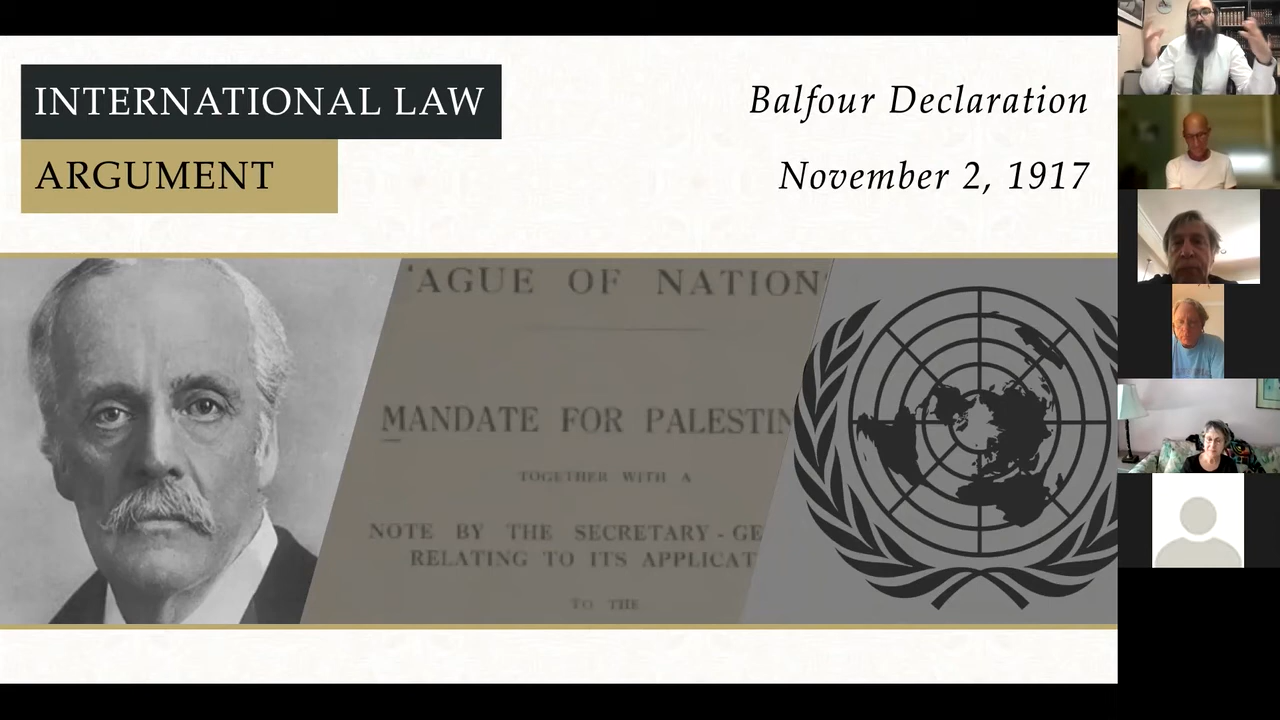 INTERNATIONAL LAW
ARGUMENT
Balfour Declaration
November 2, 1917
'AGUE OF NATION
MANDATE FOR PALESTIN
TOGETHER WITH A
NOTE BY THE SECRETARY - GE
RELATING TO ITS APPLICAT
TO THE